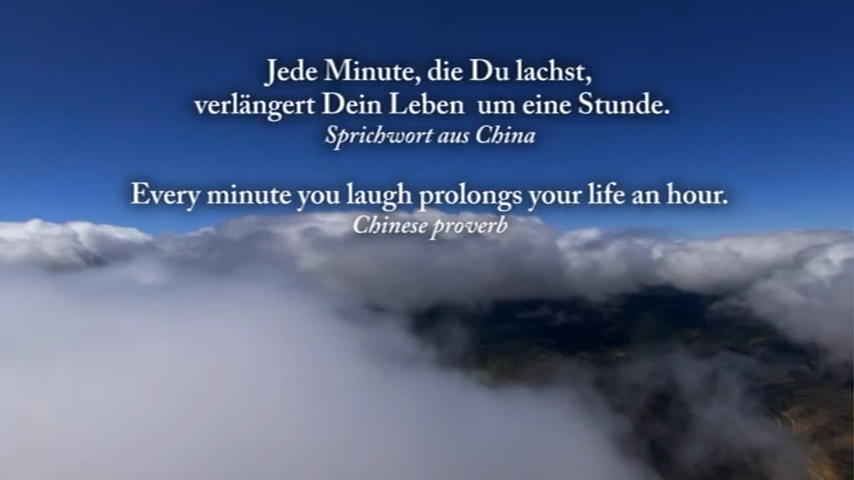 Jede Minute, die Du lachst,
verlängert Dein Leben um eine Stunde.
Sprichwort aus China
Every minute you laugh prolongs your life an hour.
Chinese proverb